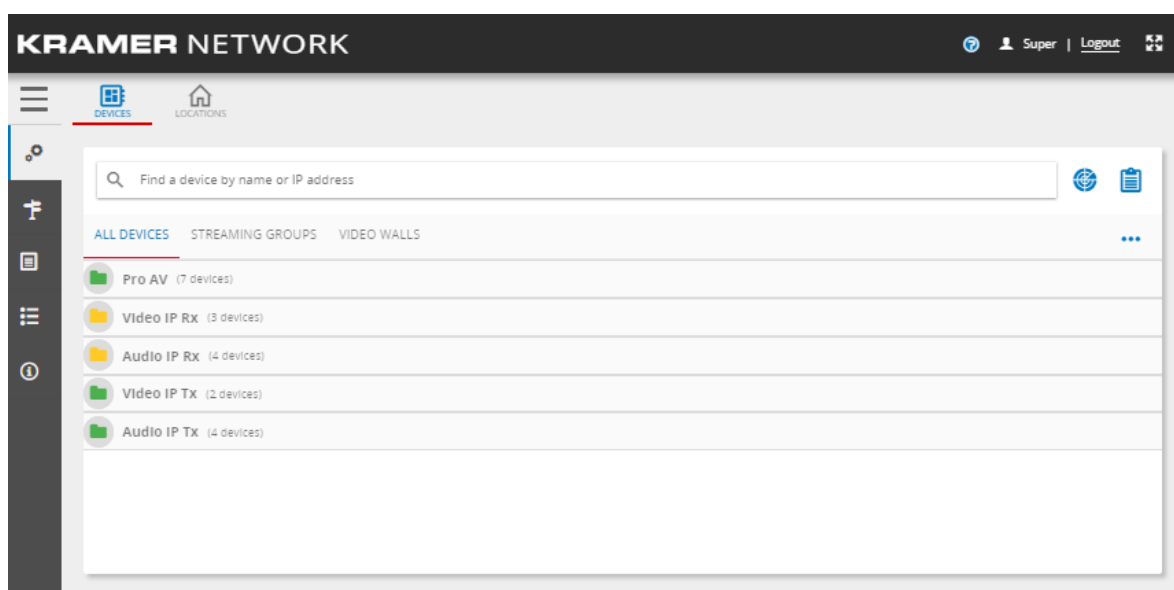 KRAMER NETWORK
Super | Logout
DEVICES LOCATIONS
Find a device by name or IP address
ALL DEVICES STREAMING GROUPS VIDEO WALLS
Pro AV (7 devices)
Video IP Rx (3 devices)
Audio IP Rx (4 devices)
Video IP Tx (2 devices)
Audio IP Tx (4 devices)